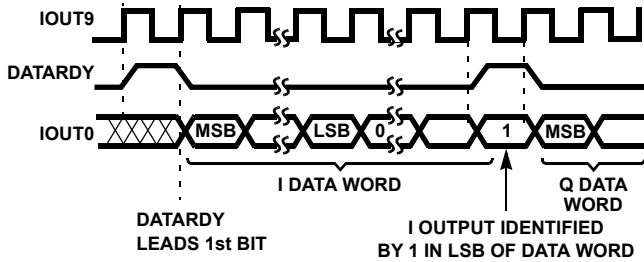 IOUT9
DATARDY
IOUT0 MSB LSB 0 1 MSB
I DATA WORD Q DATA
WORD
DATARDY
LEADS 1st BIT
I OUTPUT IDENTIFIED
BY 1 IN LSB OF DATA WORD